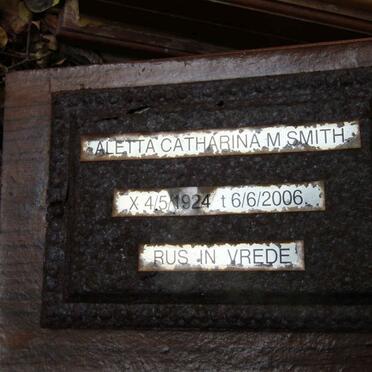 ALETTA CATHARINA M SMITH
X 4/5/1924 t 6/6/2006.
RUS IN VREDE